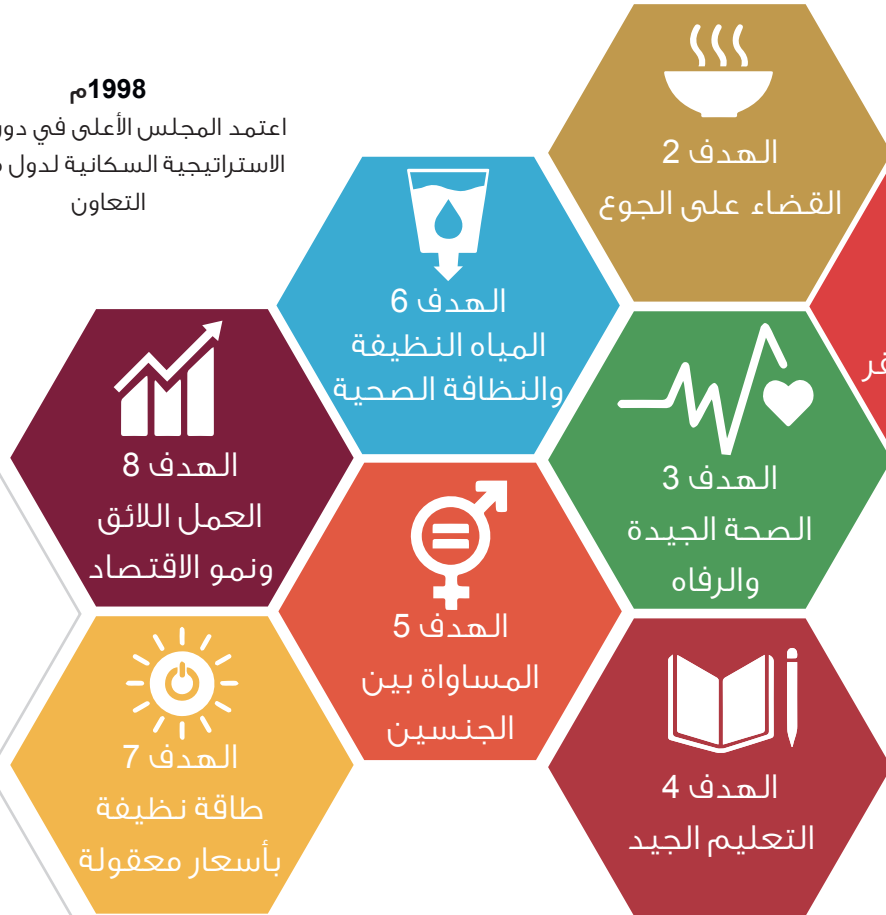 1998م
اعتمد المجلس الأعلى في
الاستراتيجية السكانية لدول
التعاون
الهدف 2
القضاء على الجوع
الهدف 6
المياه النظيفة
والنظافة الصحية
الهدف 8
العمل اللائق
ونمو الاقتصاد
الهدف 3
الصحة الجيدة
والرفاه
الهدف 5
المساواة بين
الجنسين
الهدف 7
طاقة نظيفة
بأسعار معقولة
الهدف 4
التعليم الجيد